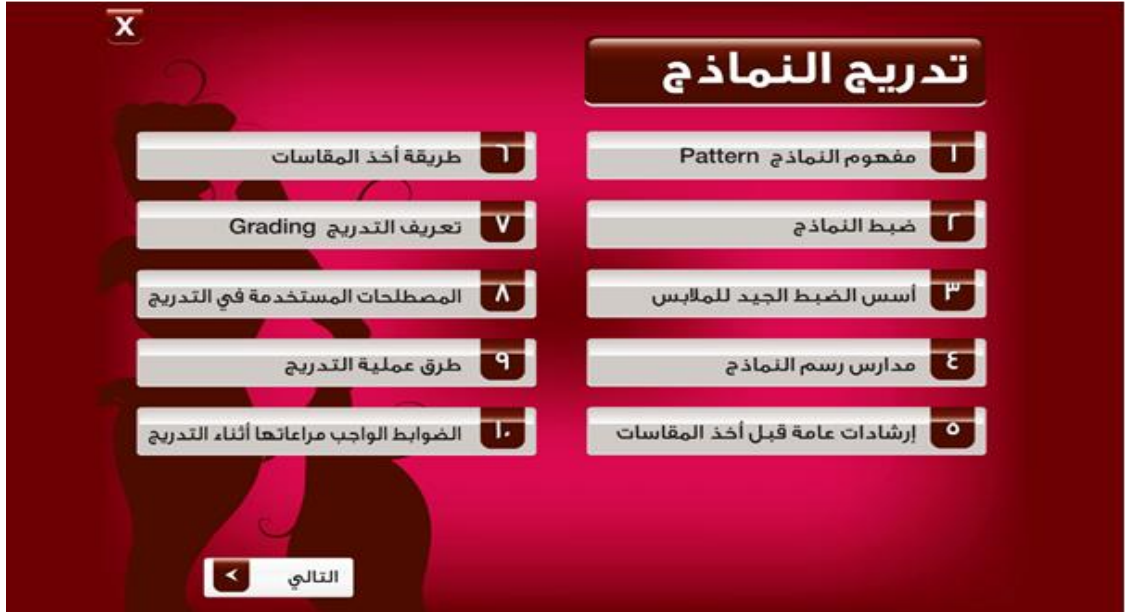 X
تدريج النماذج
١ مفهوم النماذج Pattern
٢ ضبط النماذج
٣ أسس الضبط الجيد للملابس
٤ مدارس رسم النماذج
٥ إرشادات عامة قبل أخذ المقاسات
٦ طريقة أخذ المقاسات
٧ تعريف التدريج Grading
٨ المصطلحات المستخدمة في التدريج
٩ طرق عملية التدريج
١٠ الضوابط الواجب مراعاتها أثناء التدريج
التالي